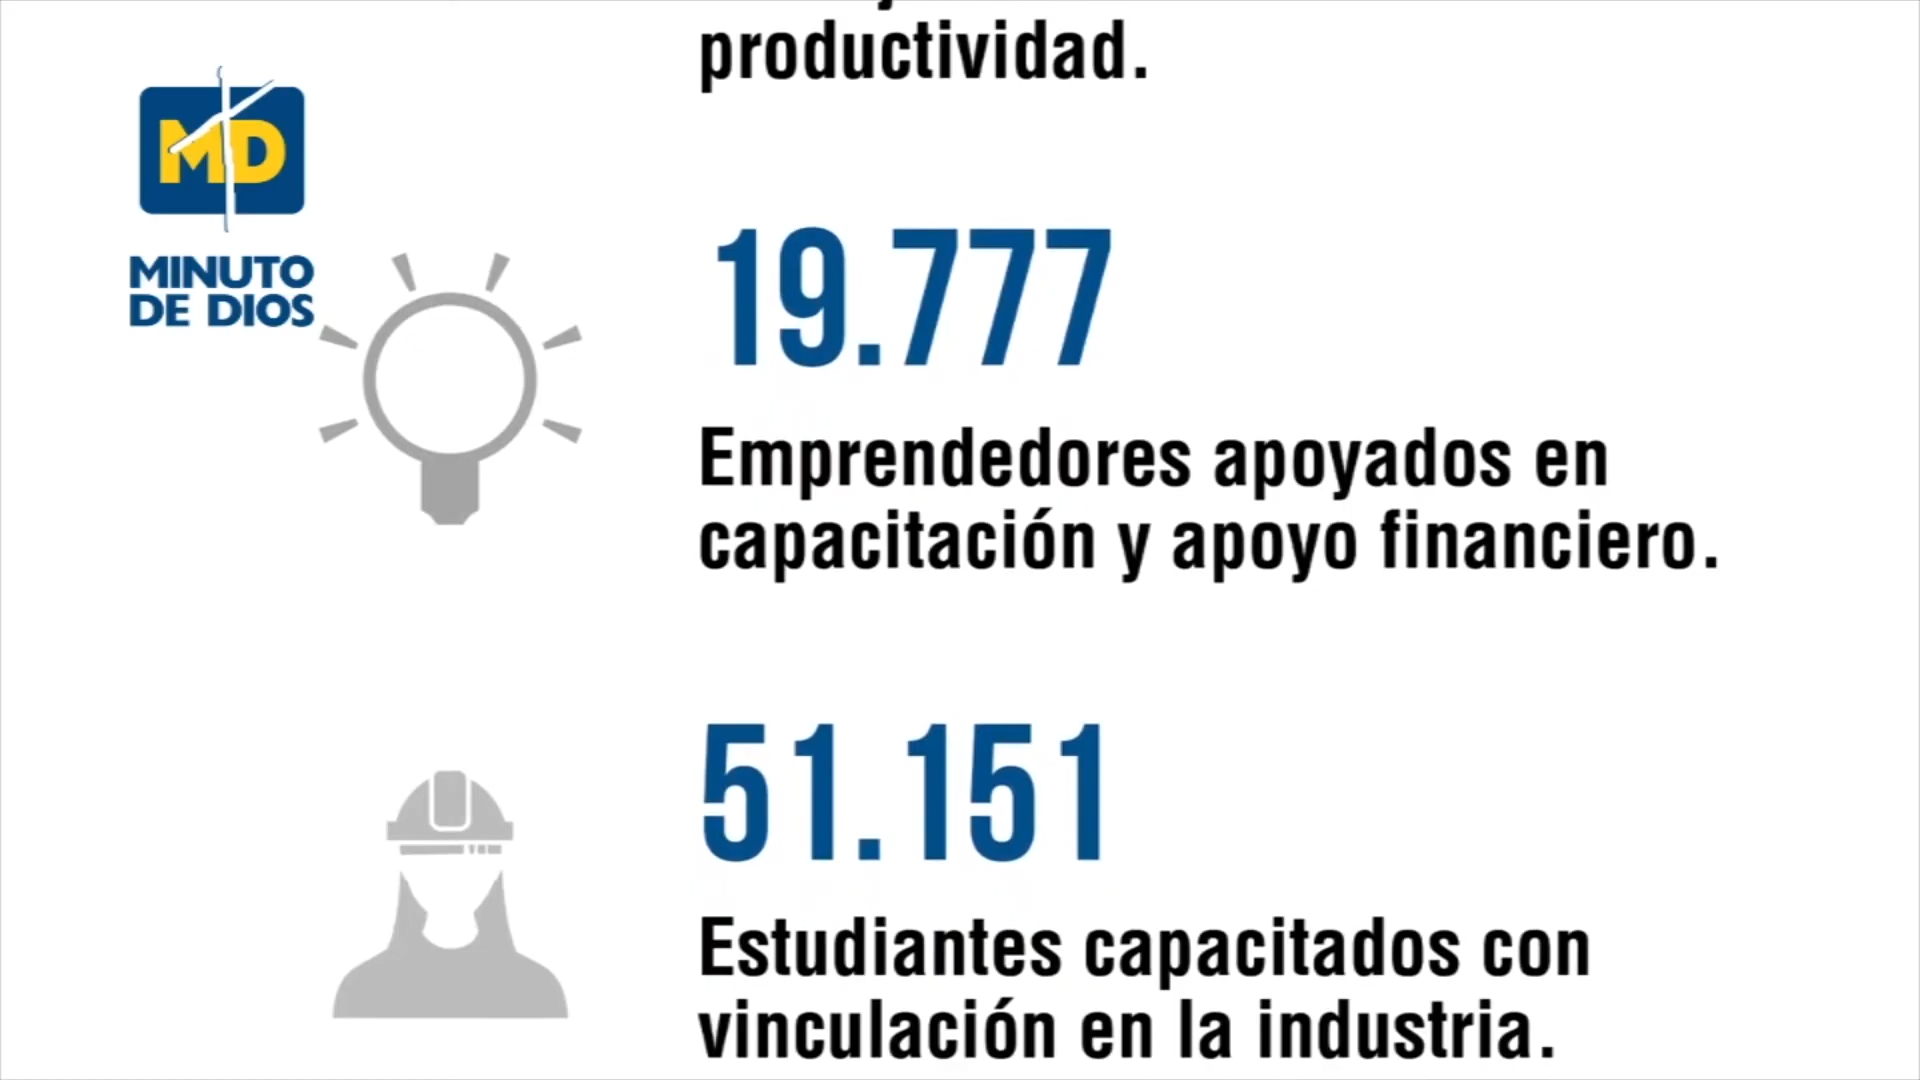 productividad.
MD
MINUTO
DE DIOS
19.777
Emprendedores apoyados en
capacitación y apoyo financiero.
51.151
Estudiantes capacitados con
vinculación en la industria.